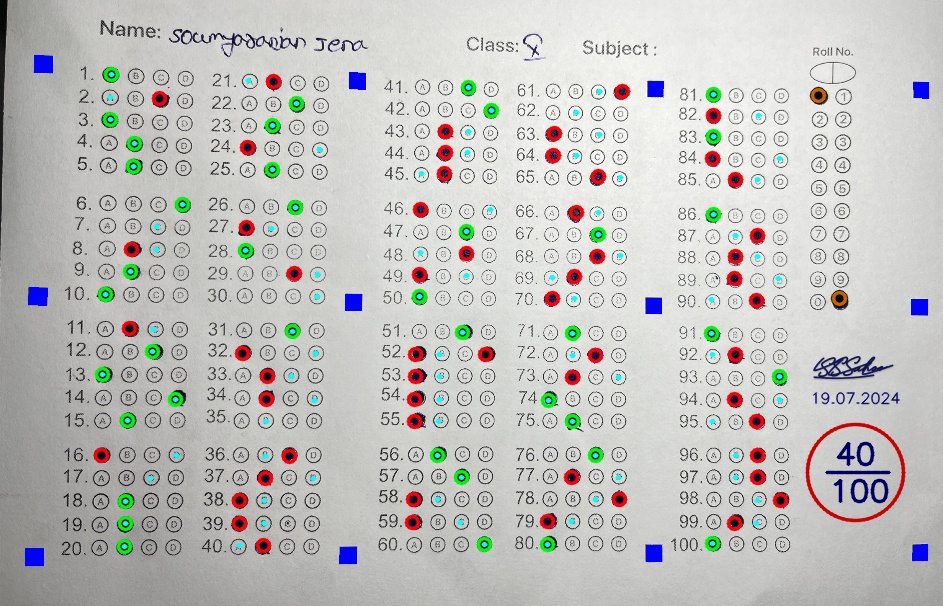 Name: soumyaranjan Jena
Class: X
Subject :
1. B C D
2. B D
3. B C D
4. A C D
5. A C D
6. A B C
7. A B D
8. A D
9. A C D
10. B C D
11. A D
12. A B D
13. B C D
14. A B C
15. A C D
16. B C
17. A B D
18. A C D
19. A C D
20. A C D
21. C D
22. A B D
23. A C D
24. B C
25. A C D
26. A B D
27. C D
28. B C D
29. A B
30. A B C
31. A B D
32. B C
33. A C
34. A C
35. A C D
36. A D
37. A D
38. C D
39. C D
40. C D
41. A B D
42. A B C
43. A D
44. A D
45. C D
46. B C
47. A B D
48. B D
49. B D
50. B C D
51. A B D
52. B C
53. C D
54. C D
55. C D
56. A C D
57. A B D
58. C D
59. B D
60. A B C
61. A B
62. A C D
63. C D
64. C D
65. A B
66. A D
67. A B D
68. A B
69. C D
70. C D
71. A C D
72. A D
73. A C
74. B C D
75. A C D
76. A B D
77. A C
78. A B
79. C D
80. B C D
81. B C D
82. C D
83. B C D
84. B C
85. A D
86. B C D
87. A D
88. A D
89. C D
90. B D
91. B C D
92. C D
93. A B C
94. A C
95. A D
96. A D
97. A D
98. A B
99. A D
100. B C D
Roll No.
1
2 2
3 3
4 4
5 5
6 6
7 7
8 8
9 9
0
19.07.2024
40
100